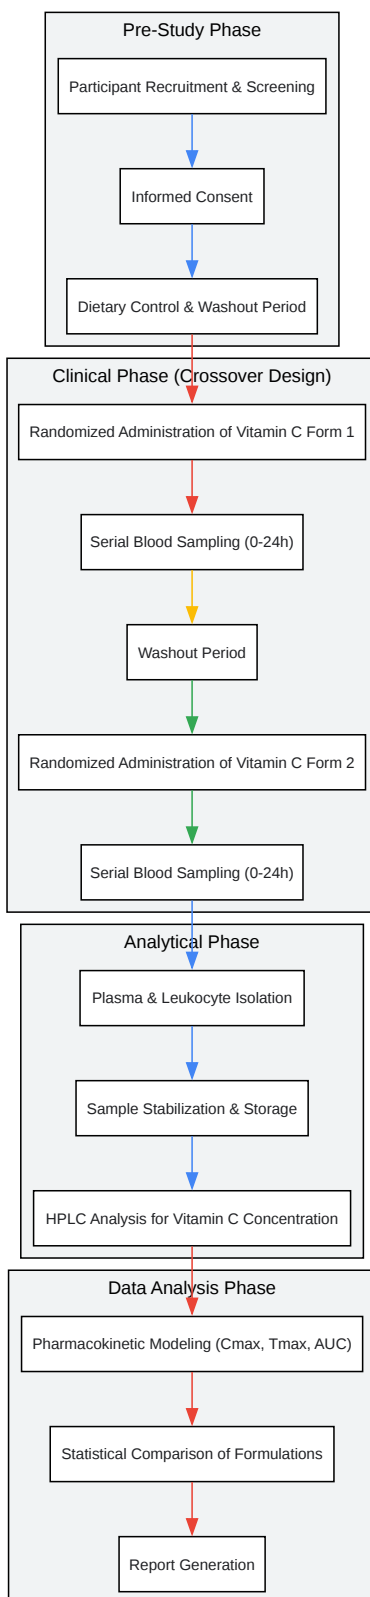 Pre-Study Phase
Participant Recruitment & Screening
Informed Consent
Dietary Control & Washout Period
Clinical Phase (Crossover Design)
Randomized Administration of Vitamin C Form 1
Serial Blood Sampling (0-24h)
Washout Period
Randomized Administration of Vitamin C Form 2
Serial Blood Sampling (0-24h)
Analytical Phase
Plasma & Leukocyte Isolation
Sample Stabilization & Storage
HPLC Analysis for Vitamin C Concentration
Data Analysis Phase
Pharmacokinetic Modeling (Cmax, Tmax, AUC)
Statistical Comparison of Formulations
Report Generation